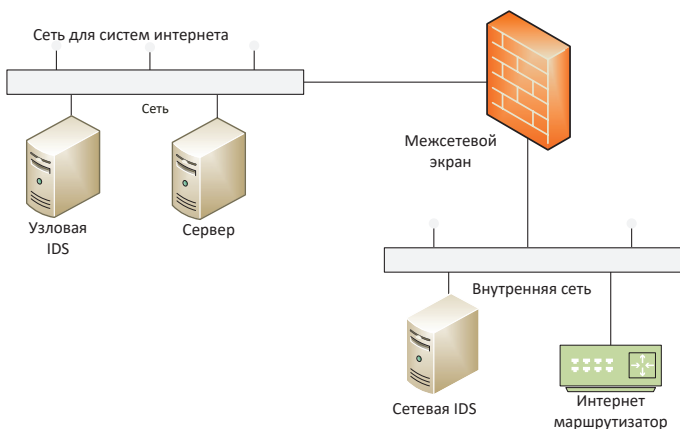 Сеть для систем интернета
Сеть
Межсетевой
экран
Узловая
IDS
Сервер
Внутренняя сеть
Сетевая IDS
Интернет
маршрутизатор